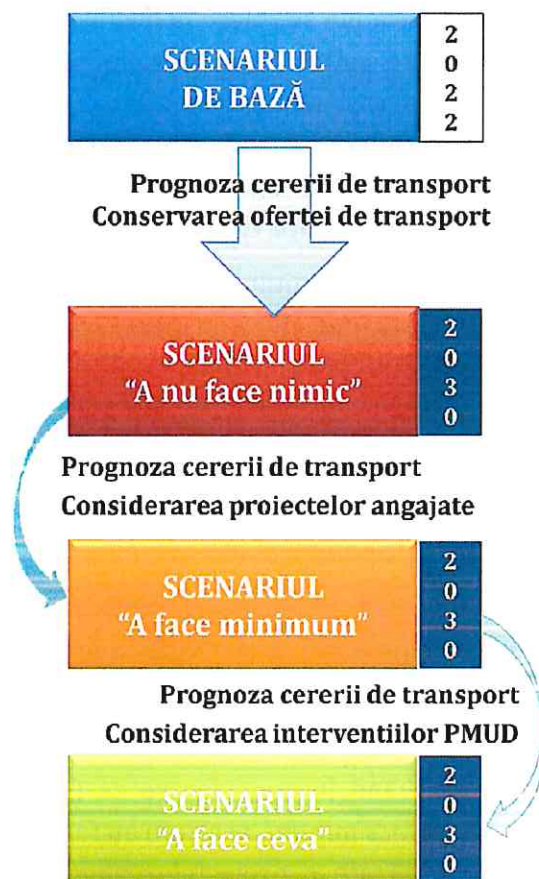 SCENARIUL
DE BAZĂ
2
0
2
2
Prognoza cererii de transport
Conservarea ofertei de transport
SCENARIUL
“A nu face nimic”
2
0
3
0
Prognoza cererii de transport
Considerarea proiectelor angajate
SCENARIUL
“A face minimum”
2
0
3
0
Prognoza cererii de transport
Considerarea interventiilor PMUD
SCENARIUL
“A face ceva”
2
0
3
0